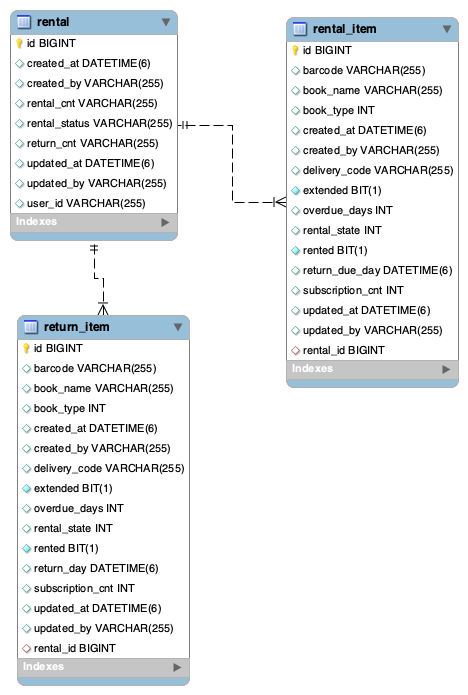 rental
id BIGINT
created_at DATETIME(6)
created_by VARCHAR(255)
rental_cnt VARCHAR(255)
rental_status VARCHAR(255)
return_cnt VARCHAR(255)
updated_at DATETIME(6)
updated_by VARCHAR(255)
user_id VARCHAR(255)
Indexes
rental_item
id BIGINT
barcode VARCHAR(255)
book_name VARCHAR(255)
book_type INT
created_at DATETIME(6)
created_by VARCHAR(255)
delivery_code VARCHAR(255)
extended BIT(1)
overdue_days INT
rental_state INT
rented BIT(1)
return_due_day DATETIME(6)
subscription_cnt INT
updated_at DATETIME(6)
updated_by VARCHAR(255)
rental_id BIGINT
Indexes
return_item
id BIGINT
barcode VARCHAR(255)
book_name VARCHAR(255)
book_type INT
created_at DATETIME(6)
created_by VARCHAR(255)
delivery_code VARCHAR(255)
extended BIT(1)
overdue_days INT
rental_state INT
rented BIT(1)
return_day DATETIME(6)
subscription_cnt INT
updated_at DATETIME(6)
updated_by VARCHAR(255)
rental_id BIGINT
Indexes